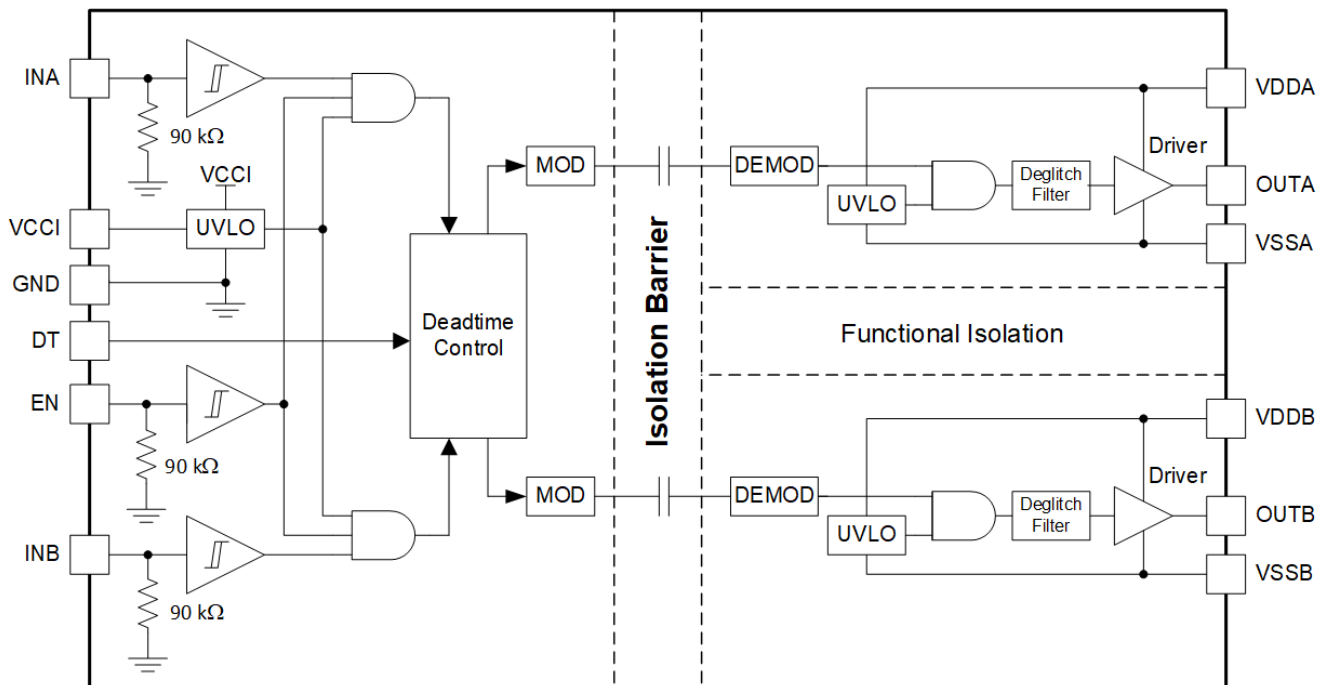 INA
90 kΩ
VCCI
VCCI
UVLO
GND
DT
EN
90 kΩ
INB
90 kΩ
Deadtime
Control
MOD
MOD
Isolation Barrier
DEMOD
UVLO
Deglitch
Filter
Driver
VDDA
OUTA
VSSA
Functional Isolation
DEMOD
UVLO
Deglitch
Filter
Driver
VDDB
OUTB
VSSB